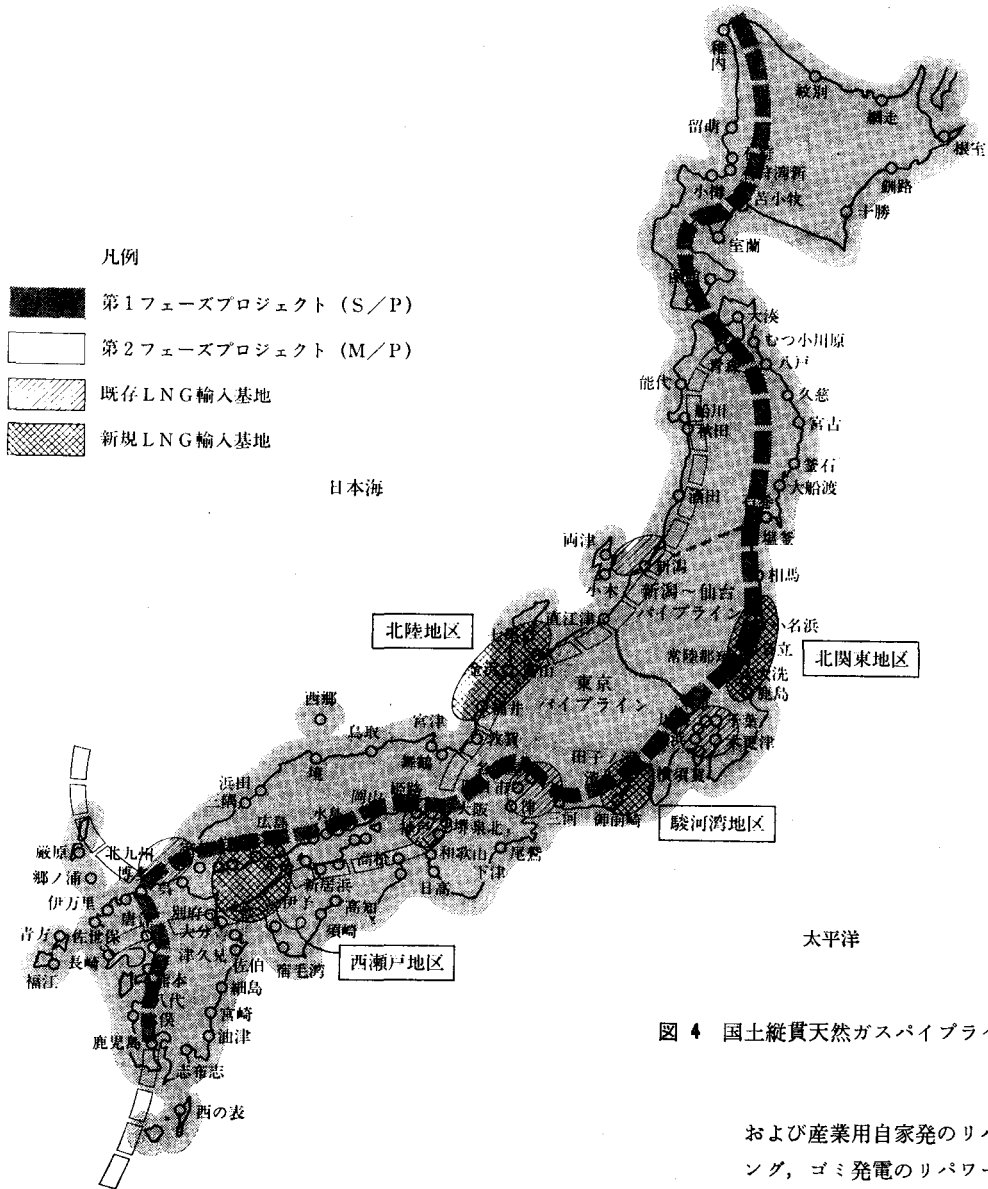 稚内
紋別
網走
根室
留萌
釧路
小樽
苫小牧
十勝
室蘭
凡例
第1フェーズプロジェクト (S/P)
第2フェーズプロジェクト (M/P)
既存LNG輸入基地
新規LNG輸入基地
大湊
むつ小川原
八戸
能代
久慈
船川
秋田
宮古
釜石
大船渡
日本海
酒田
塩釜
両津
新潟
相馬
小木
新潟~仙台
パイプライン
直江津
小名浜
北陸地区
常陸那珂
北関東地区
東京
パイプライン
鹿島
福井
西郷
宮津
敦賀
千葉
木更津
鳥取
舞鶴
田子ノ浦
横須賀
境
浜田
三隅
岡山
姫路
水島
大阪
広島
堺泉北
三河
御前崎
駿河湾地区
尾鷲
厳原
北九州
和歌山
下津
郷ノ浦
博多
新居浜
日高
伊万里
高知
別府
須崎
大分
青方
佐世保
津久見
太平洋
長崎
佐伯
宿毛湾
西瀬戸地区
福江
細島
八代
宮崎
鹿児島
油津
志布志
西の表
図 4 国土縦貫天然ガスパイプライ
および産業用自家発のリパ
ング,ゴミ発電のリパワー